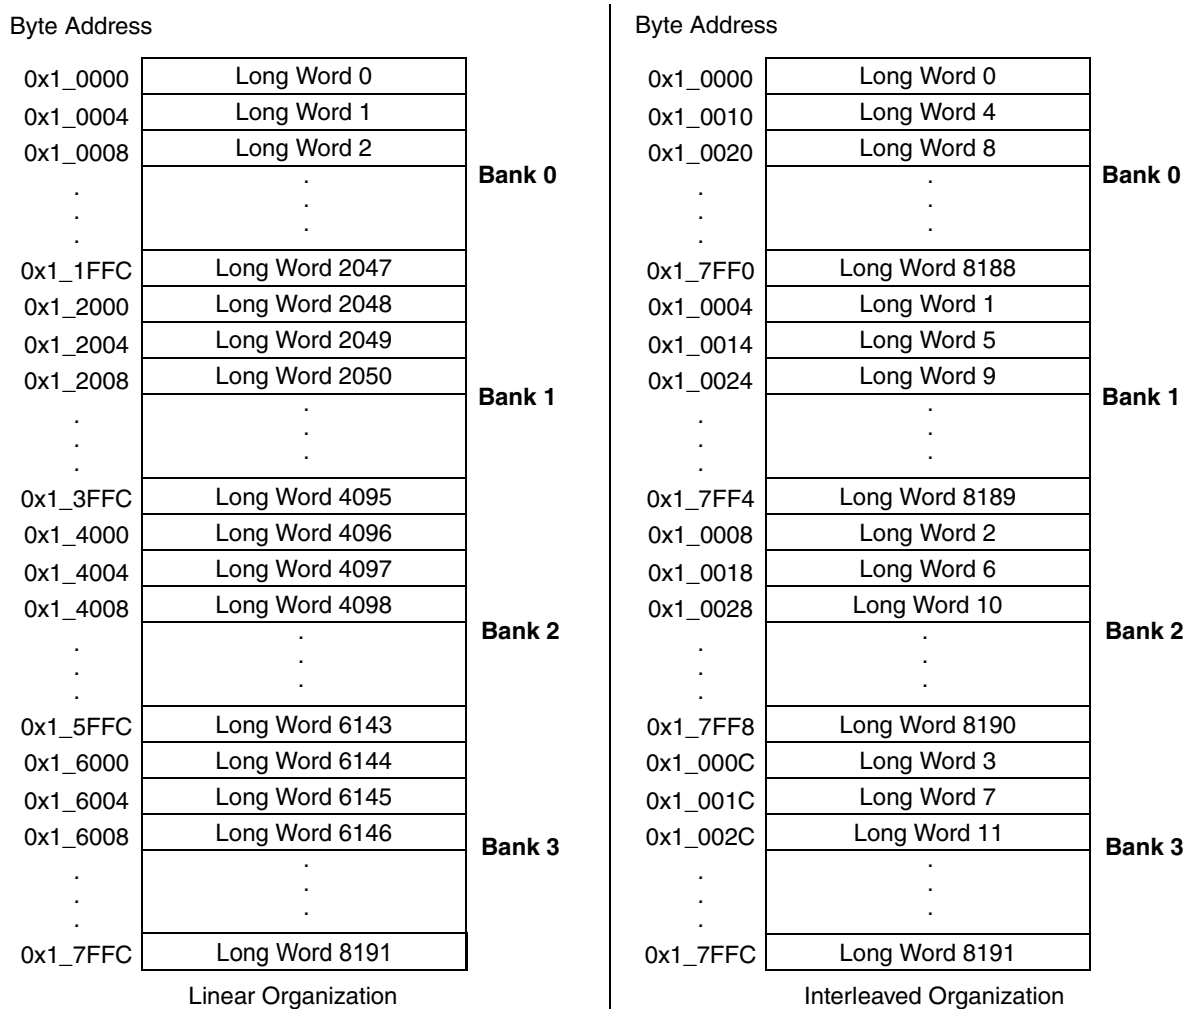 Byte Address
0x1_0000 Long Word 0
0x1_0004 Long Word 1
0x1_0008 Long Word 2
Bank 0
.
.
.
0x1_1FFC Long Word 2047
0x1_2000 Long Word 2048
0x1_2004 Long Word 2049
0x1_2008 Long Word 2050
Bank 1
.
.
.
0x1_3FFC Long Word 4095
0x1_4000 Long Word 4096
0x1_4004 Long Word 4097
0x1_4008 Long Word 4098
Bank 2
.
.
.
0x1_5FFC Long Word 6143
0x1_6000 Long Word 6144
0x1_6004 Long Word 6145
0x1_6008 Long Word 6146
Bank 3
.
.
.
0x1_7FFC Long Word 8191
Linear Organization
Byte Address
0x1_0000 Long Word 0
0x1_0010 Long Word 4
0x1_0020 Long Word 8
Bank 0
.
.
.
0x1_7FF0 Long Word 8188
0x1_0004 Long Word 1
0x1_0014 Long Word 5
0x1_0024 Long Word 9
Bank 1
.
.
.
0x1_7FF4 Long Word 8189
0x1_0008 Long Word 2
0x1_0018 Long Word 6
0x1_0028 Long Word 10
Bank 2
.
.
.
0x1_7FF8 Long Word 8190
0x1_000C Long Word 3
0x1_001C Long Word 7
0x1_002C Long Word 11
Bank 3
.
.
.
0x1_7FFC Long Word 8191
Interleaved Organization